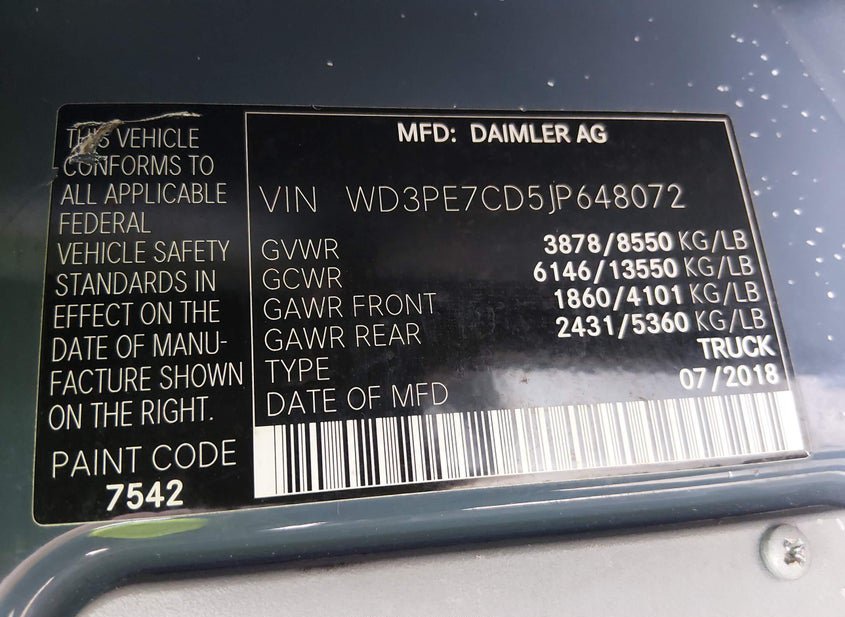 THIS VEHICLE
CONFORMS TO
ALL APPLICABLE
FEDERAL
VEHICLE SAFETY
STANDARDS IN
EFFECT ON THE
DATE OF MANU-
FACTURE SHOWN
ON THE RIGHT.
PAINT CODE
7542
MFD: DAIMLER AG
VIN WD3PE7CD5JP648072
GVWR 3878/8550 KG/LB
GCWR 6146/13550 KG/LB
GAWR FRONT 1860/4101 KG/LB
GAWR REAR 2431/5360 KG/LB
TYPE TRUCK
DATE OF MFD 07/2018